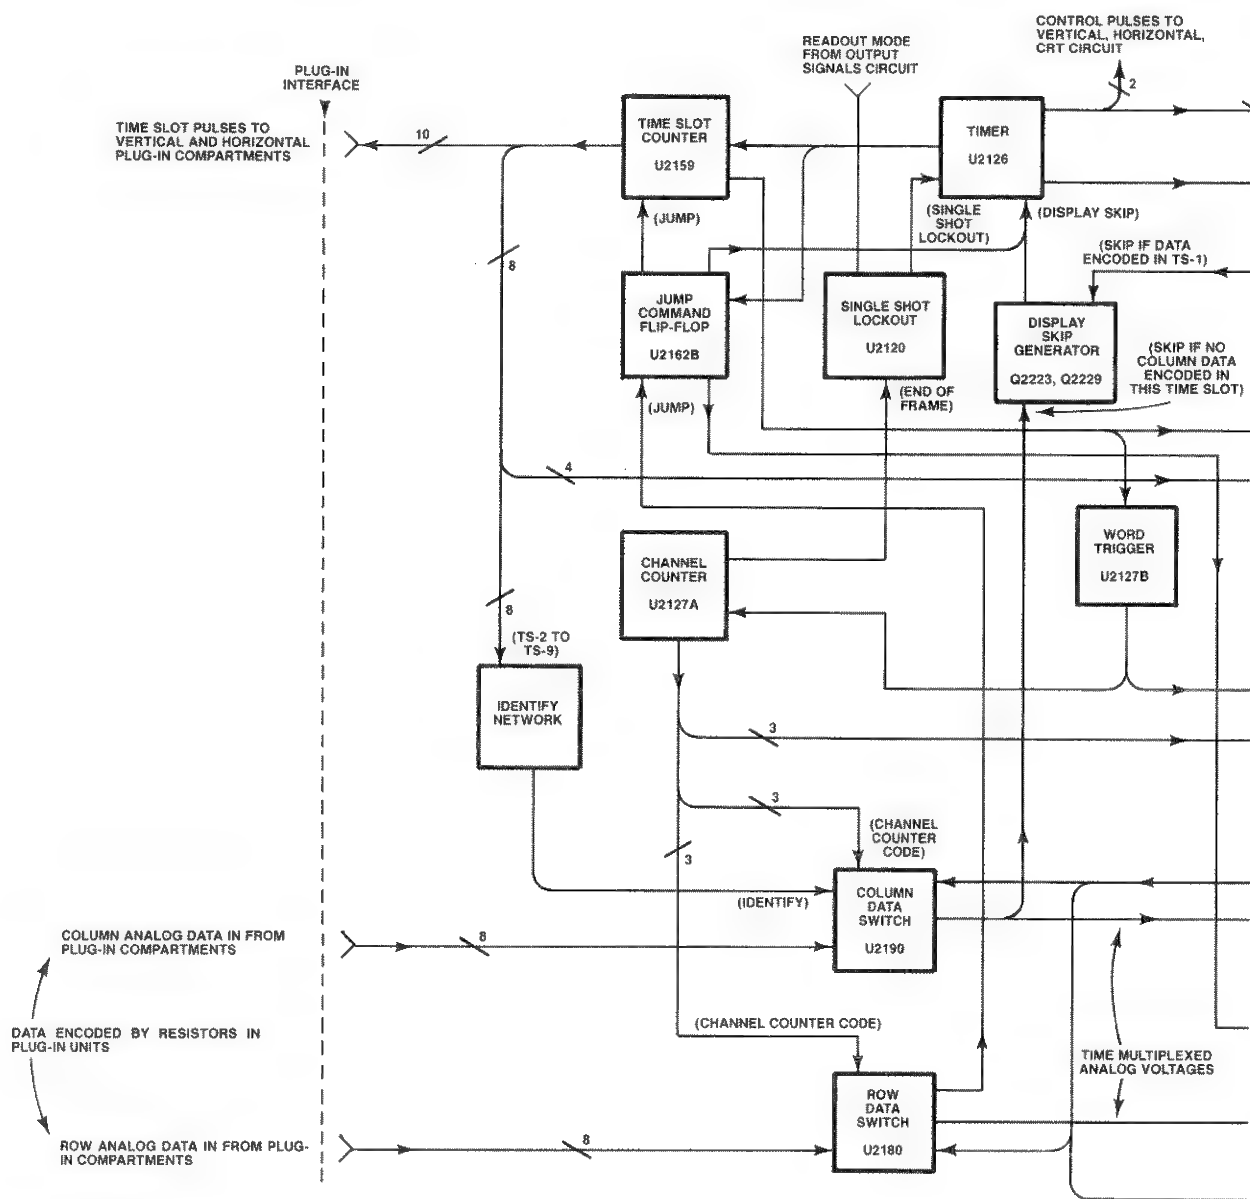 CONTROL PULSES TO
VERTICAL, HORIZONTAL,
CRT CIRCUIT
2
READOUT MODE
FROM OUTPUT
SIGNALS CIRCUIT
PLUG-IN
INTERFACE
TIME SLOT PULSES TO
VERTICAL AND HORIZONTAL
PLUG-IN COMPARTMENTS
10
TIME SLOT
COUNTER
U2159
TIMER
U2126
(JUMP)
(SINGLE
SHOT
LOCKOUT)
(DISPLAY SKIP)
(SKIP IF DATA
ENCODED IN TS-1)
8
JUMP
COMMAND
FLIP-FLOP
U2162B
SINGLE SHOT
LOCKOUT
U2120
DISPLAY
SKIP
GENERATOR
Q2223, Q2229
(SKIP IF NO
COLUMN DATA
ENCODED IN
THIS TIME SLOT)
(JUMP)
(END OF
FRAME)
4
CHANNEL
COUNTER
U2127A
WORD
TRIGGER
U2127B
8
(TS-2 TO
TS-9)
IDENTIFY
NETWORK
3
3
3
(CHANNEL
COUNTER
CODE)
(IDENTIFY)
COLUMN
DATA
SWITCH
U2190
COLUMN ANALOG DATA IN FROM
PLUG-IN COMPARTMENTS
8
DATA ENCODED BY RESISTORS IN
PLUG-IN UNITS
(CHANNEL COUNTER CODE)
TIME MULTIPLEXED
ANALOG VOLTAGES
ROW
DATA
SWITCH
U2180
ROW ANALOG DATA IN FROM PLUG-
IN COMPARTMENTS
8